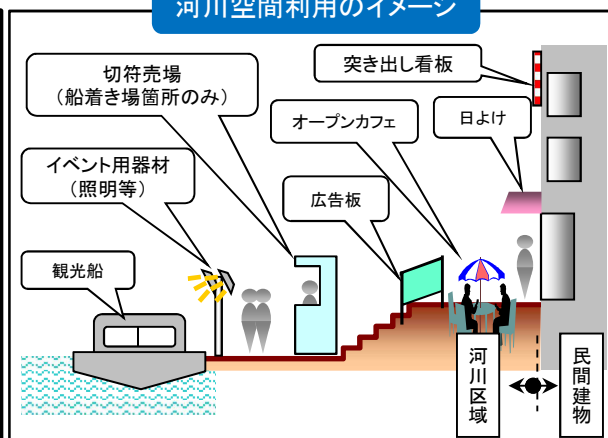 河川空間利用のイメージ
切符売場
（船着き場箇所のみ）
突き出し看板
オープンカフェ
日よけ
イベント用器材
（照明等）
広告板
観光船
河川区域
民間建物